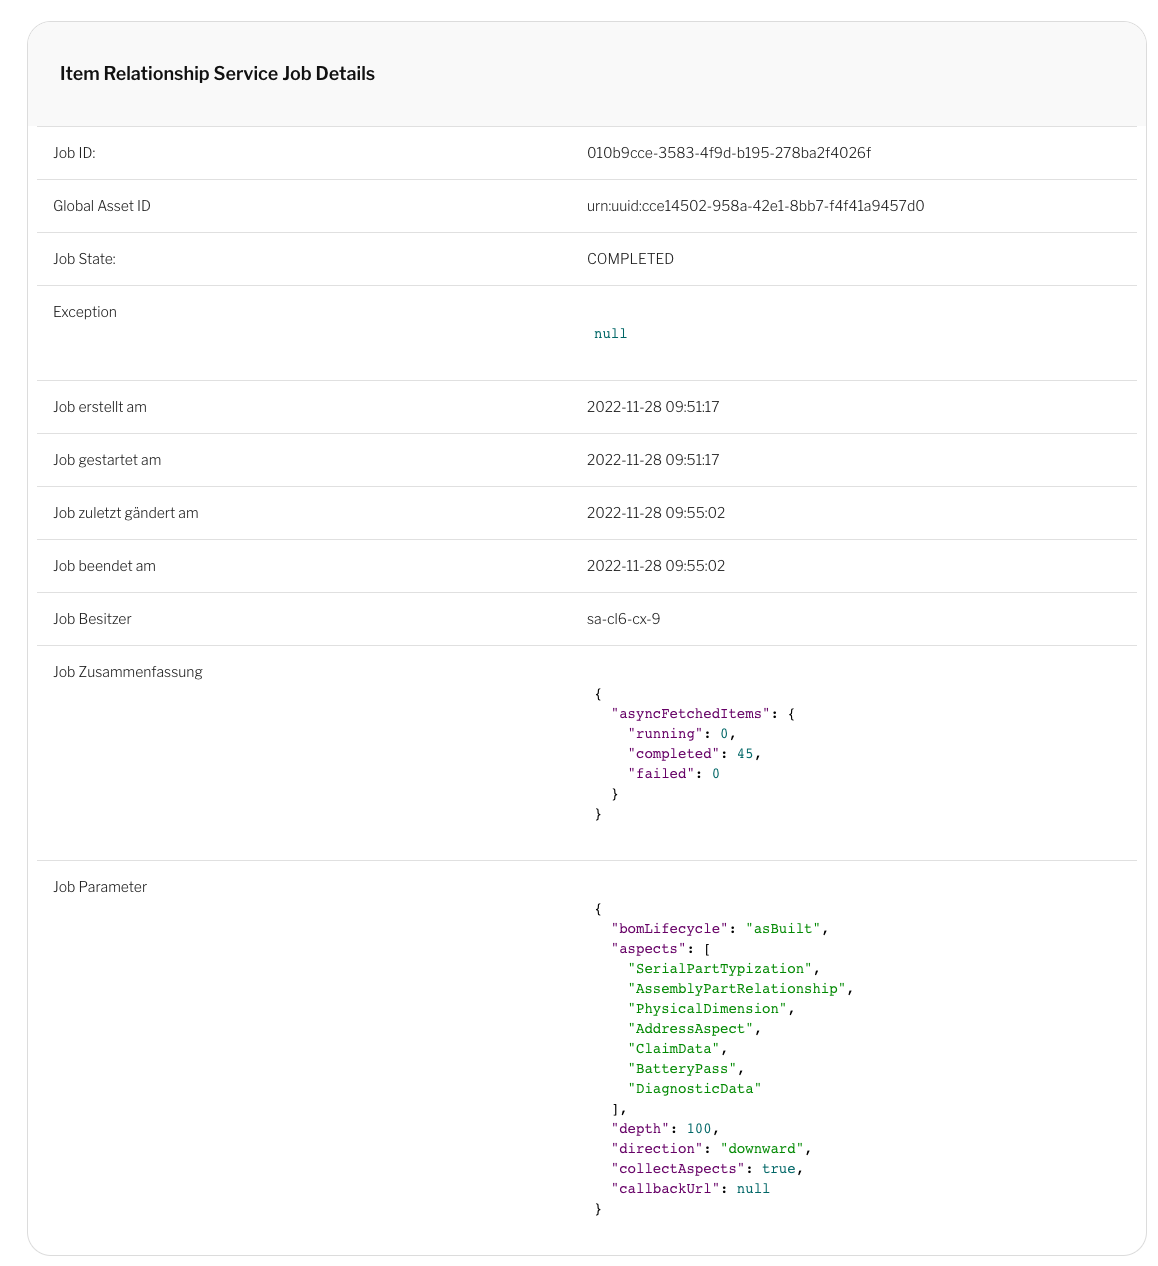 Item Relationship Service Job Details
Job ID: 010b9cce-3583-4f9d-b195-278ba2f4026f
Global Asset ID urn:uuid:cce14502-958a-42e1-8bb7-f4f41a9457d0
Job State: COMPLETED
Exception
null
Job erstellt am 2022-11-28 09:51:17
Job gestartet am 2022-11-28 09:51:17
Job zuletzt gändert am 2022-11-28 09:55:02
Job beendet am 2022-11-28 09:55:02
Job Besitzer sa-cl6-cx-9
Job Zusammenfassung
{
  "asyncFetchedItems": {
    "running": 0,
    "completed": 45,
    "failed": 0
  }
}
Job Parameter
{
  "bomLifecycle": "asBuilt",
  "aspects": [
    "SerialPartTypization",
    "AssemblyPartRelationship",
    "PhysicalDimension",
    "AddressAspect",
    "ClaimData",
    "BatteryPass",
    "DiagnosticData"
  ],
  "depth": 100,
  "direction": "downward",
  "collectAspects": true,
  "callbackUrl": null
}